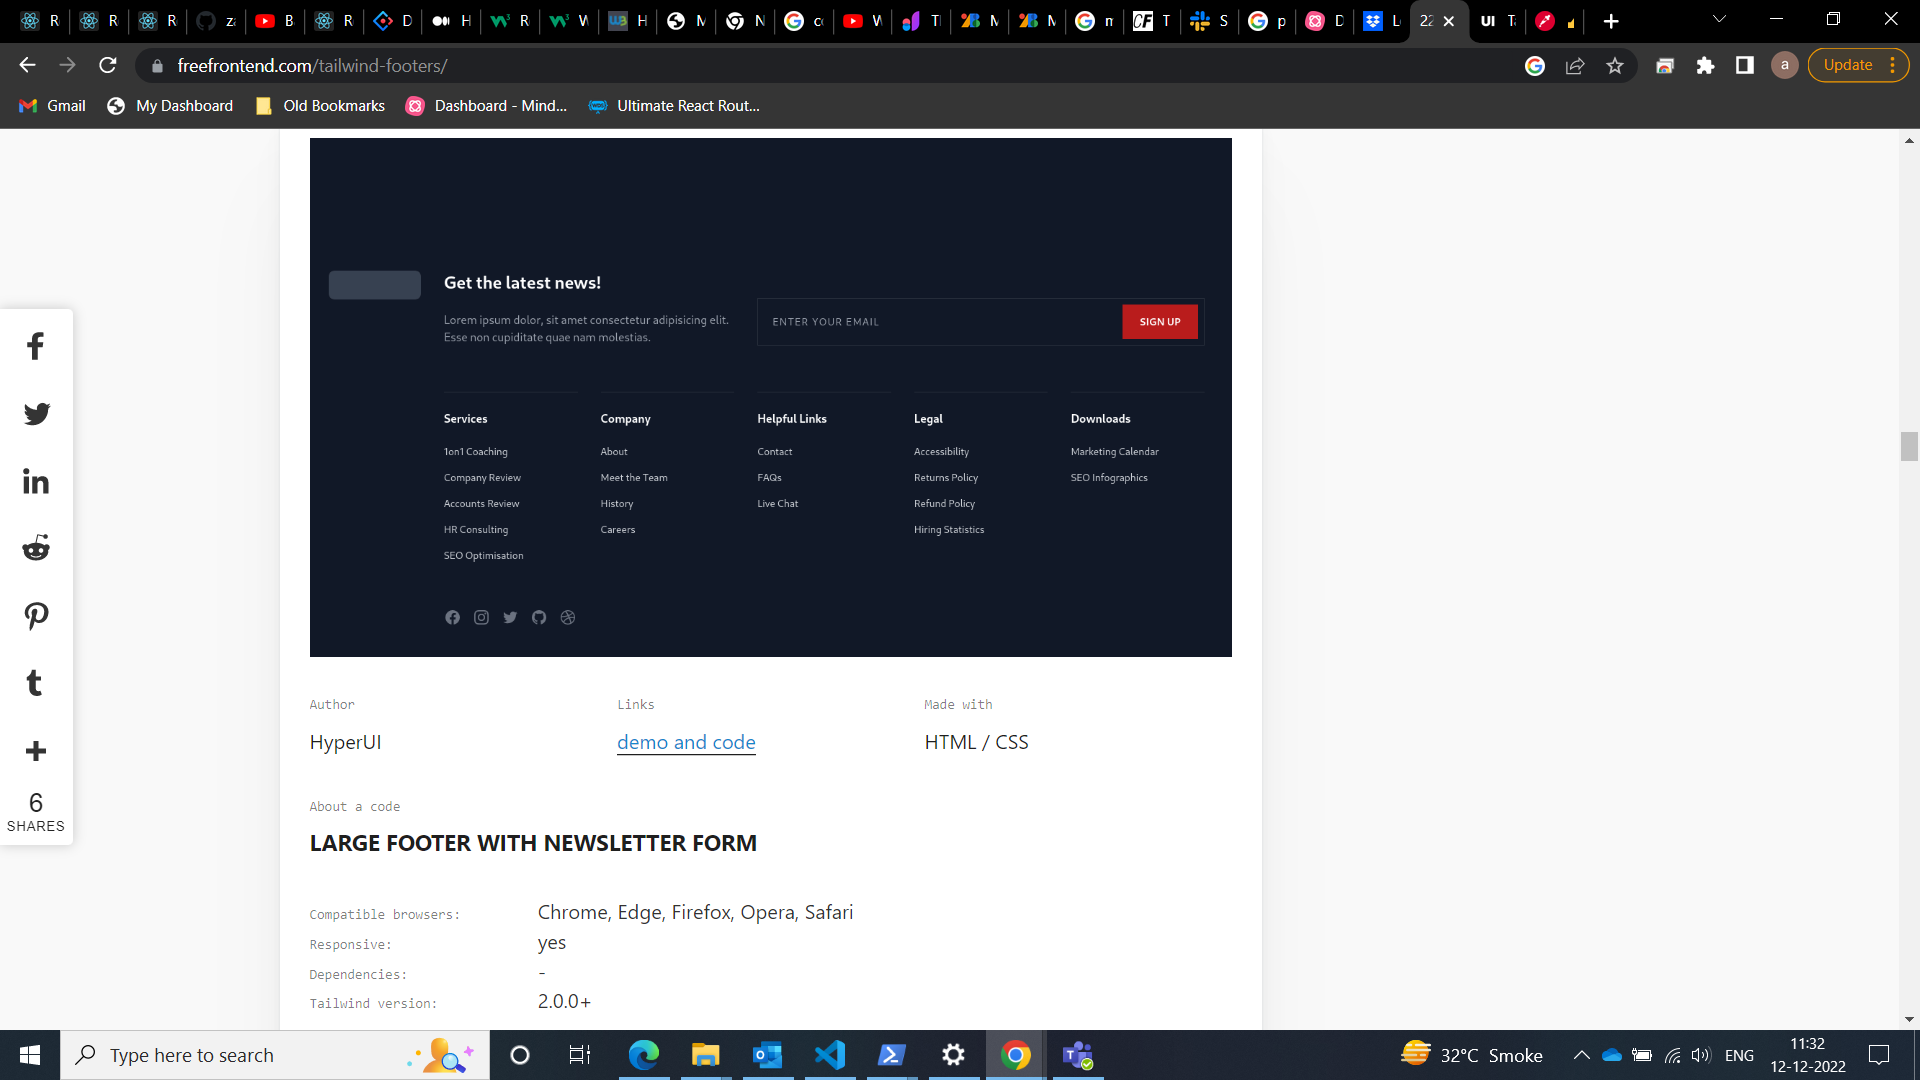 freefrontend.com/tailwind-footers/
Update
Gmail
My Dashboard
Old Bookmarks
Dashboard - Mind...
Ultimate React Rout...
Get the latest news!
Lorem ipsum dolor, sit amet consectetur adipisicing elit.
Esse non cupiditate quae nam molestias.
ENTER YOUR EMAIL
SIGN UP
Services
1on1 Coaching
Company Review
Accounts Review
HR Consulting
SEO Optimisation
Company
About
Meet the Team
History
Careers
Helpful Links
Contact
FAQs
Live Chat
Legal
Accessibility
Returns Policy
Refund Policy
Hiring Statistics
Downloads
Marketing Calendar
SEO Infographics
6
SHARES
Author
HyperUI
Links
demo and code
Made with
HTML / CSS
About a code
LARGE FOOTER WITH NEWSLETTER FORM
Compatible browsers: Chrome, Edge, Firefox, Opera, Safari
Responsive: yes
Dependencies: -
Tailwind version: 2.0.0+
Type here to search
32°C Smoke
ENG
11:32
12-12-2022